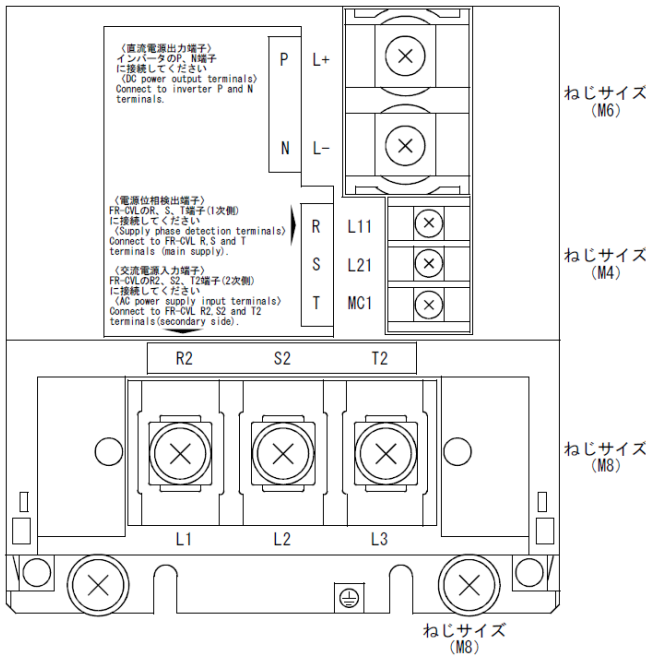 〈直流電源出力端子〉
インバータのP、N端子
に接続してください
〈DC power output terminals〉
Connect to inverter P and N
terminals.
P L+
N L-
ねじサイズ
(M6)
〈電源位相検出端子〉
FR-CVLのR、S、T端子(1次側)
に接続してください
〈Supply phase detection terminals〉
Connect to FR-CVL R,S and T
terminals (main supply).
〈交流電源入力端子〉
FR-CVLのR2、S2、T2端子(2次側)
に接続してください
〈AC power supply input terminals〉
Connect to FR-CVL R2,S2 and T2
terminals(secondary side).
R L11
S L21
T MC1
ねじサイズ
(M4)
R2 S2 T2
ねじサイズ
(M8)
L1 L2 L3
ねじサイズ
(M8)